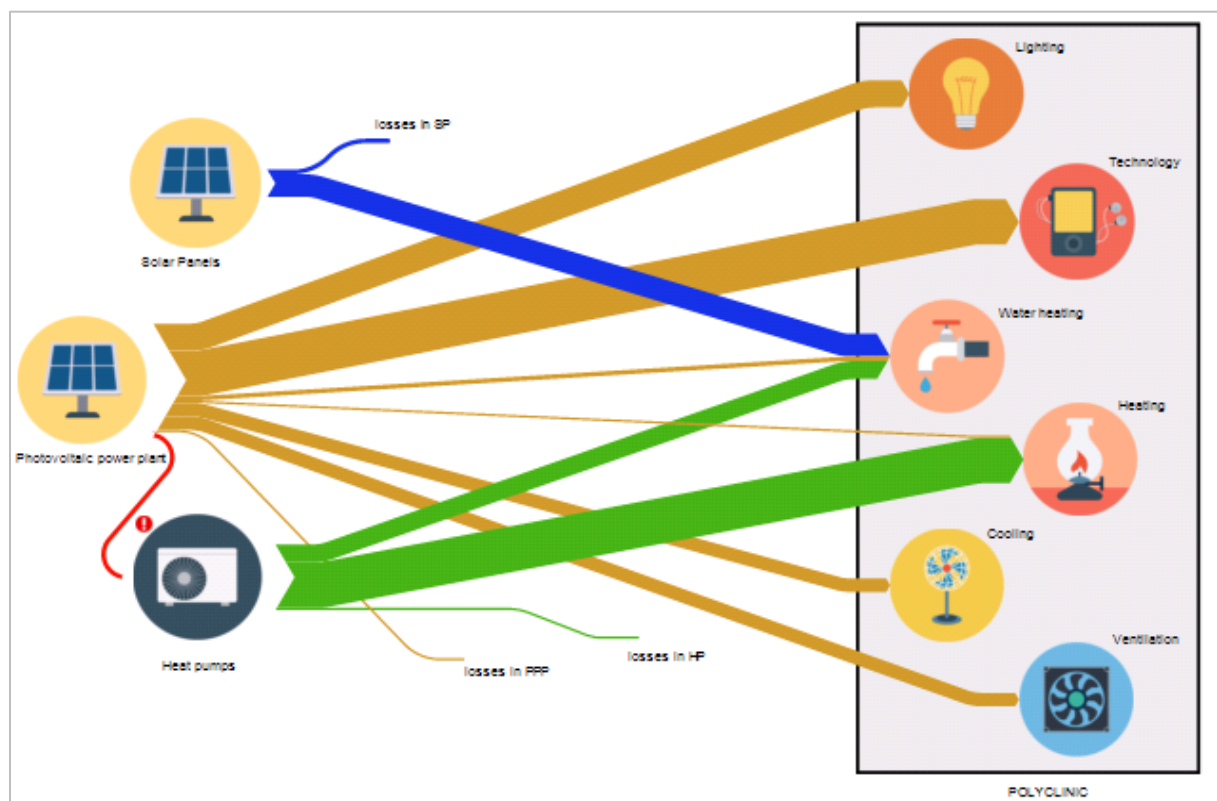 Lighting
losses in SP
Technology
Solar Panels
Water heating
Heating
Photovoltaic power plant
Cooling
Ventilation
losses in HP
Heat pumps
losses in PPP
POLYCLINIC